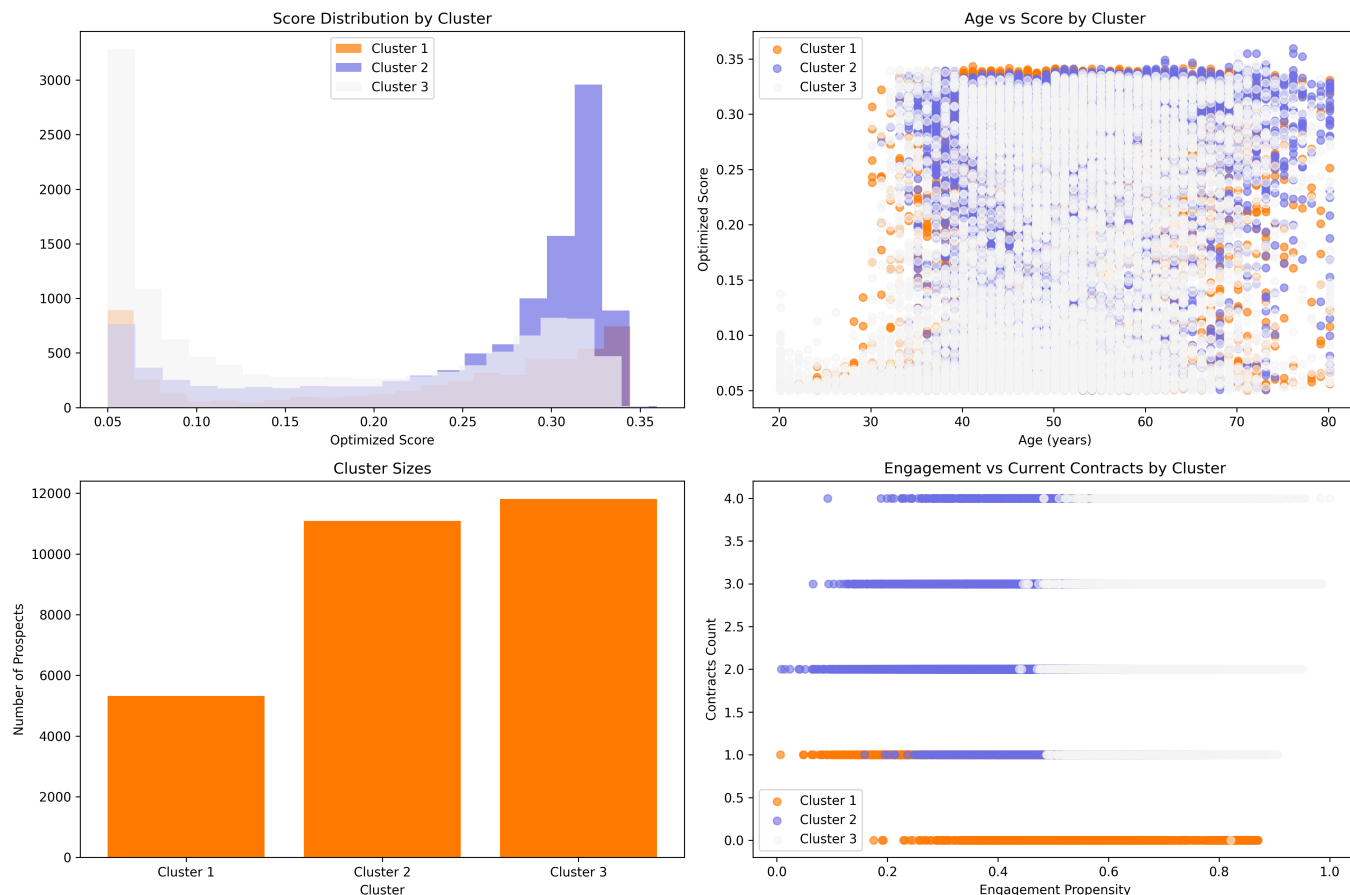 Score Distribution by Cluster
Cluster 1
Cluster 2
Cluster 3
3000
2500
2000
1500
1000
500
0
0.05 0.10 0.15 0.20 0.25 0.30 0.35
Optimized Score
Age vs Score by Cluster
Cluster 1
Cluster 2
Cluster 3
Optimized Score
0.35
0.30
0.25
0.20
0.15
0.10
0.05
20 30 40 50 60 70 80
Age (years)
Cluster Sizes
Number of Prospects
12000
10000
8000
6000
4000
2000
0
Cluster 1 Cluster 2 Cluster 3
Cluster
Engagement vs Current Contracts by Cluster
Contracts Count
4.0
3.5
3.0
2.5
2.0
1.5
1.0
0.5
0.0
Cluster 1
Cluster 2
Cluster 3
0.0 0.2 0.4 0.6 0.8 1.0
Engagement Propensity